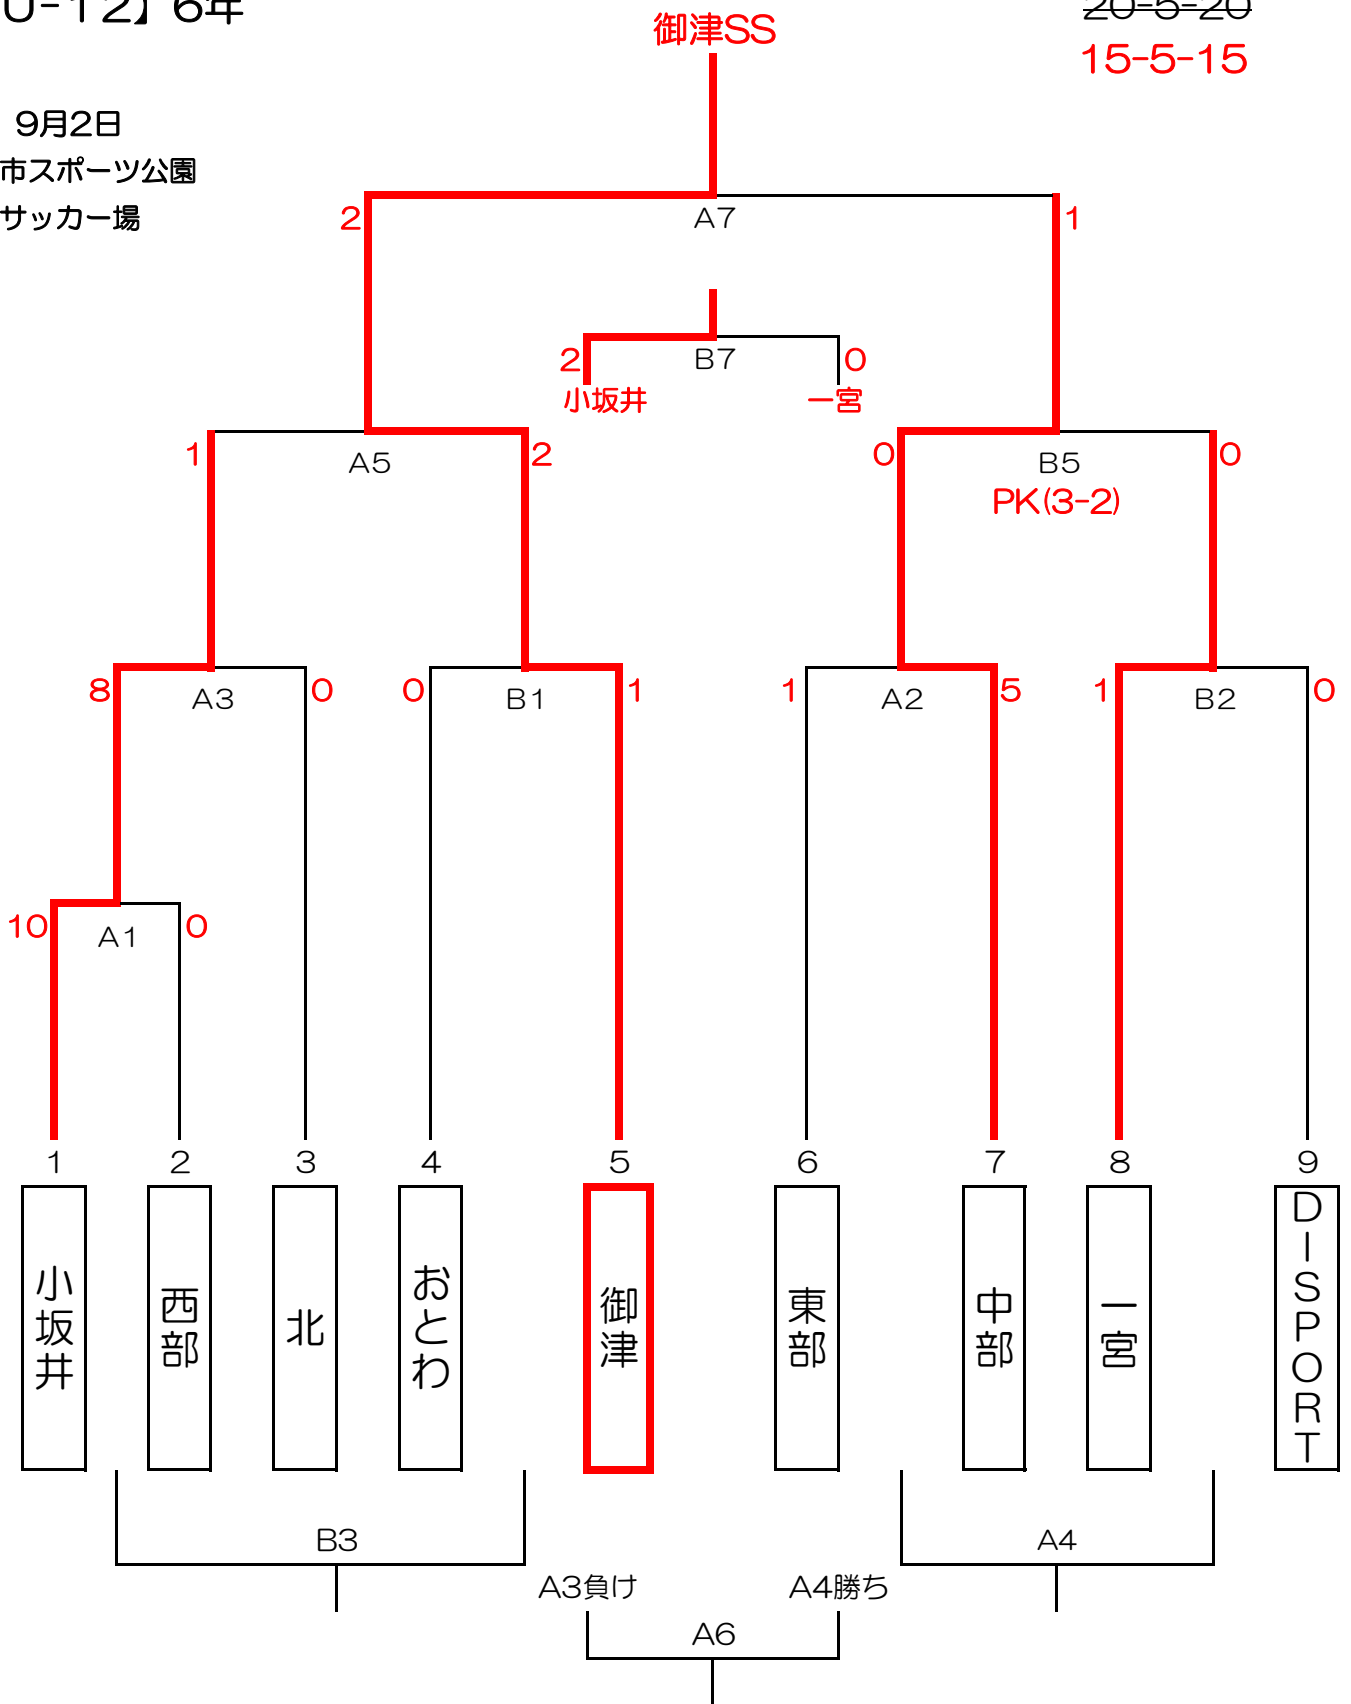 U-12】6年
20-5-20
御津SS
15-5-15
9月2日
市スポーツ公園
サッカー場
2 A7 1
2 B7 0
小坂井 一宮
1 A5 2 0 B5 0
PK(3-2)
8 A3 0 0 B1 1 1 A2 5 1 B2 0
10 A1 0
1 2 3 4 5 6 7 8 9
小坂井
西部
北
おとわ
御津
東部
中部
一宮
DISPORT
B3 A4
A3負け A4勝ち
A6